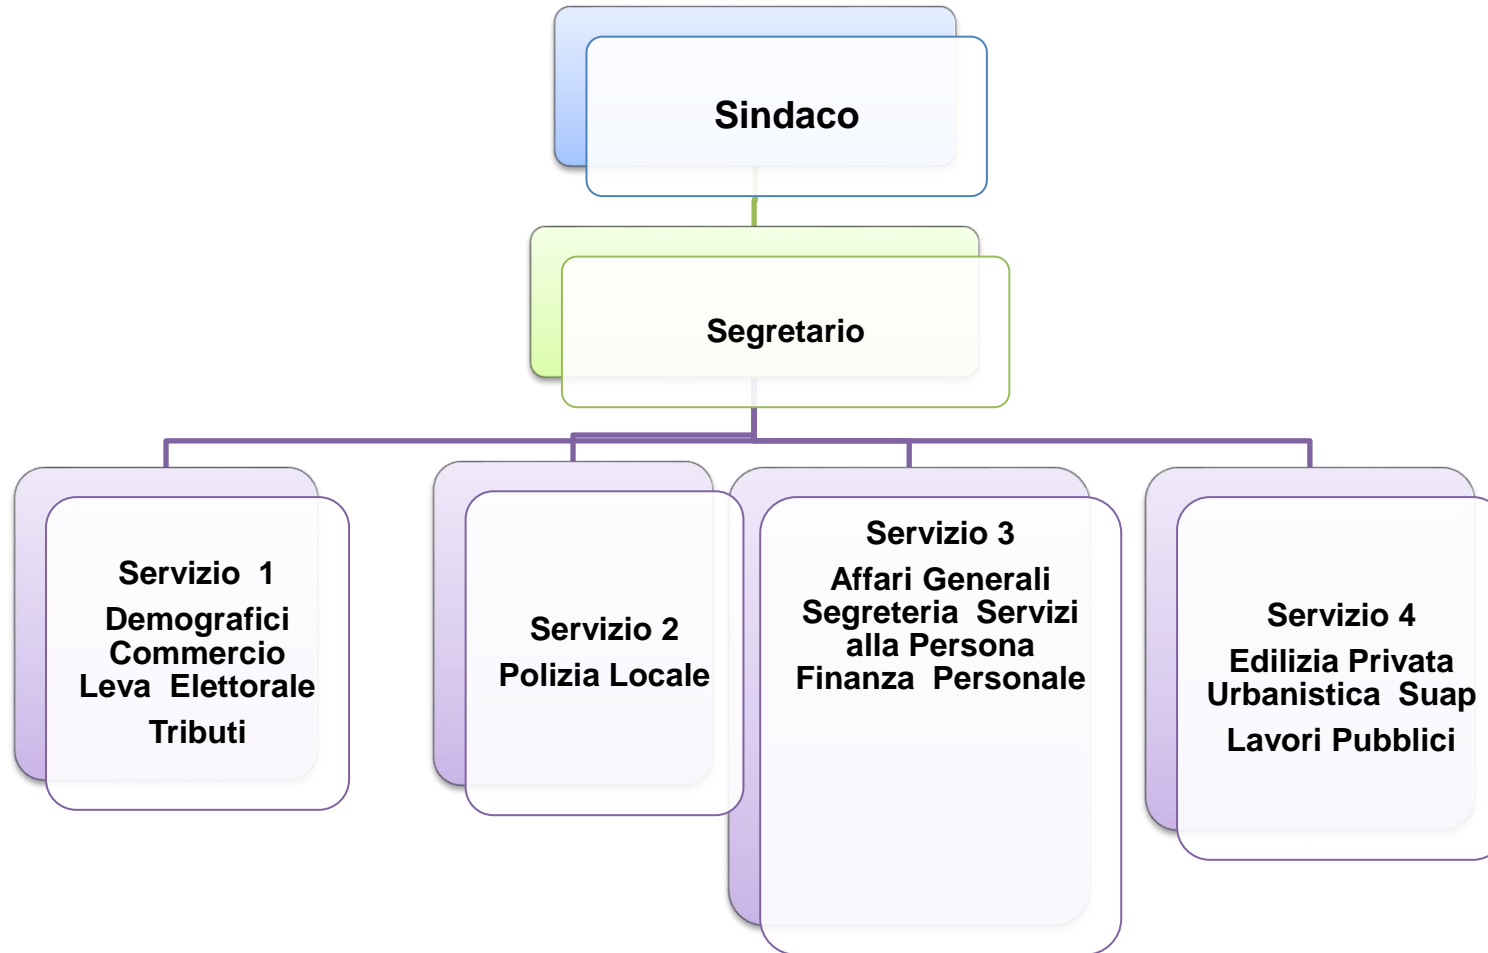 Sindaco
Segretario
Servizio  1
Demografici
Commercio
Leva  Elettorale
Tributi
Servizio 2
Polizia Locale
Servizio 3
Affari Generali
Segreteria  Servizi
alla Persona
Finanza  Personale
Servizio 4
Edilizia Privata
Urbanistica  Suap
Lavori Pubblici